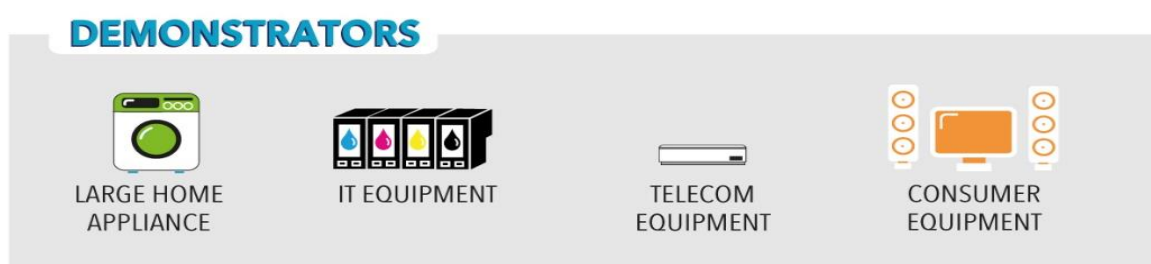 DEMONSTRATORS
LARGE HOME
APPLIANCE
IT EQUIPMENT
TELECOM
EQUIPMENT
CONSUMER
EQUIPMENT